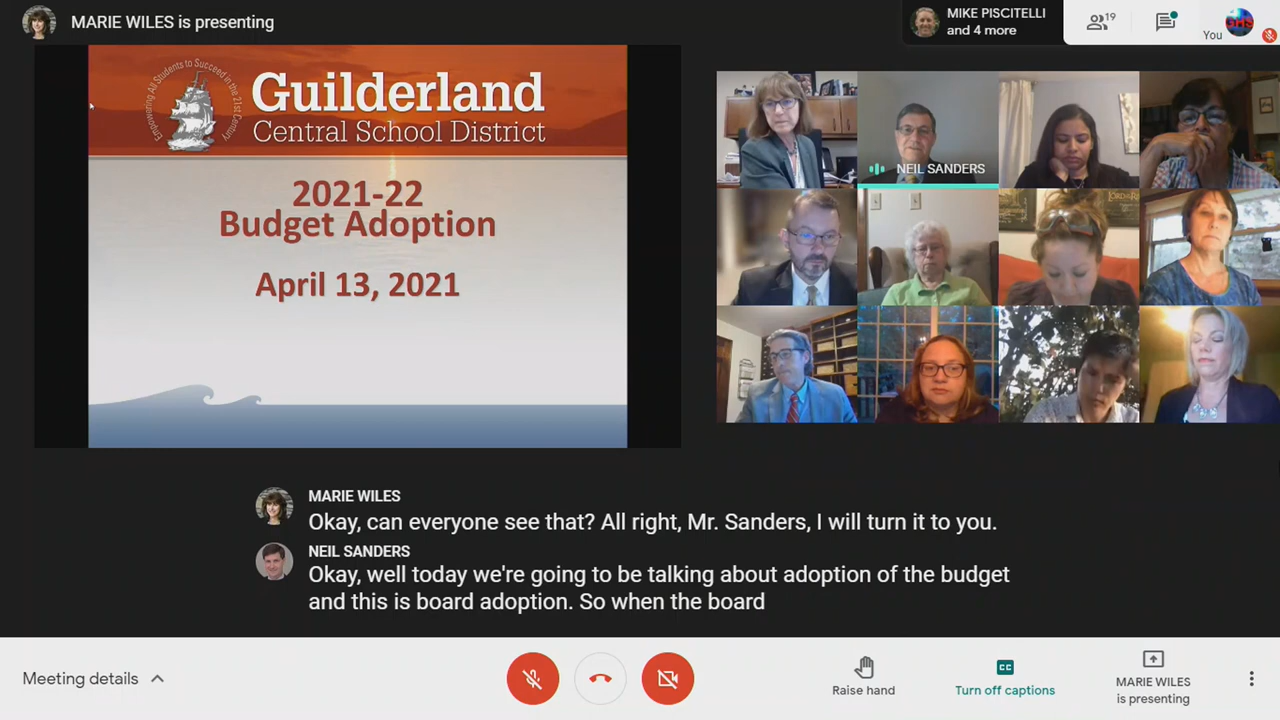 MARIE WILES is presenting
MIKE PISCITELLI
and 4 more
19
You
GHS
Empowering All Students to Succeed in the 21st Century
Guilderland
Central School District
2021-22
Budget Adoption
April 13, 2021
NEIL SANDERS
MARIE WILES
Okay, can everyone see that? All right, Mr. Sanders, I will turn it to you.
NEIL SANDERS
Okay, well today we're going to be talking about adoption of the budget
and this is board adoption. So when the board
Meeting details
Raise hand
CC
Turn off captions
MARIE WILES
is presenting